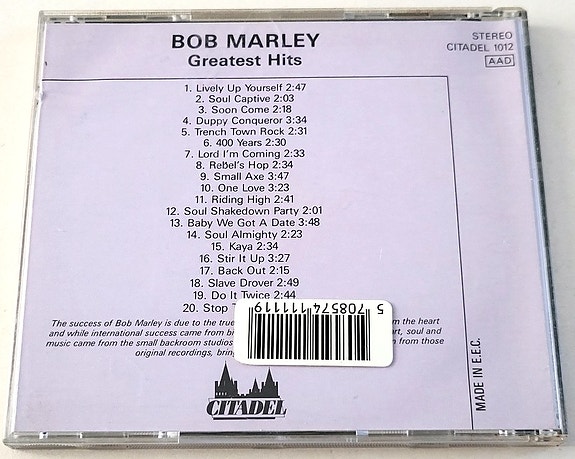 BOB MARLEY
Greatest Hits
STEREO
CITADEL 1012
AAD
1. Lively Up Yourself 2:47
2. Soul Captive 2:03
3. Soon Come 2:18
4. Duppy Conqueror 3:34
5. Trench Town Rock 2:31
6. 400 Years 2:30
7. Lord I'm Coming 2:33
8. Rebel's Hop 2:34
9. Small Axe 3:47
10. One Love 3:23
11. Riding High 2:41
12. Soul Shakedown Party 2:01
13. Baby We Got A Date 3:48
14. Soul Almighty 2:23
15. Kaya 2:34
16. Stir It Up 3:27
17. Back Out 2:15
18. Slave Drover 2:49
19. Do It Twice 2:44
20. Stop
The success of Bob Marley is due to the true the heart
and while international success came from soul and
music came from the small backroom studios from those
original recordings,
5 708574 111119
CITADEL
MADE IN E.E.C.